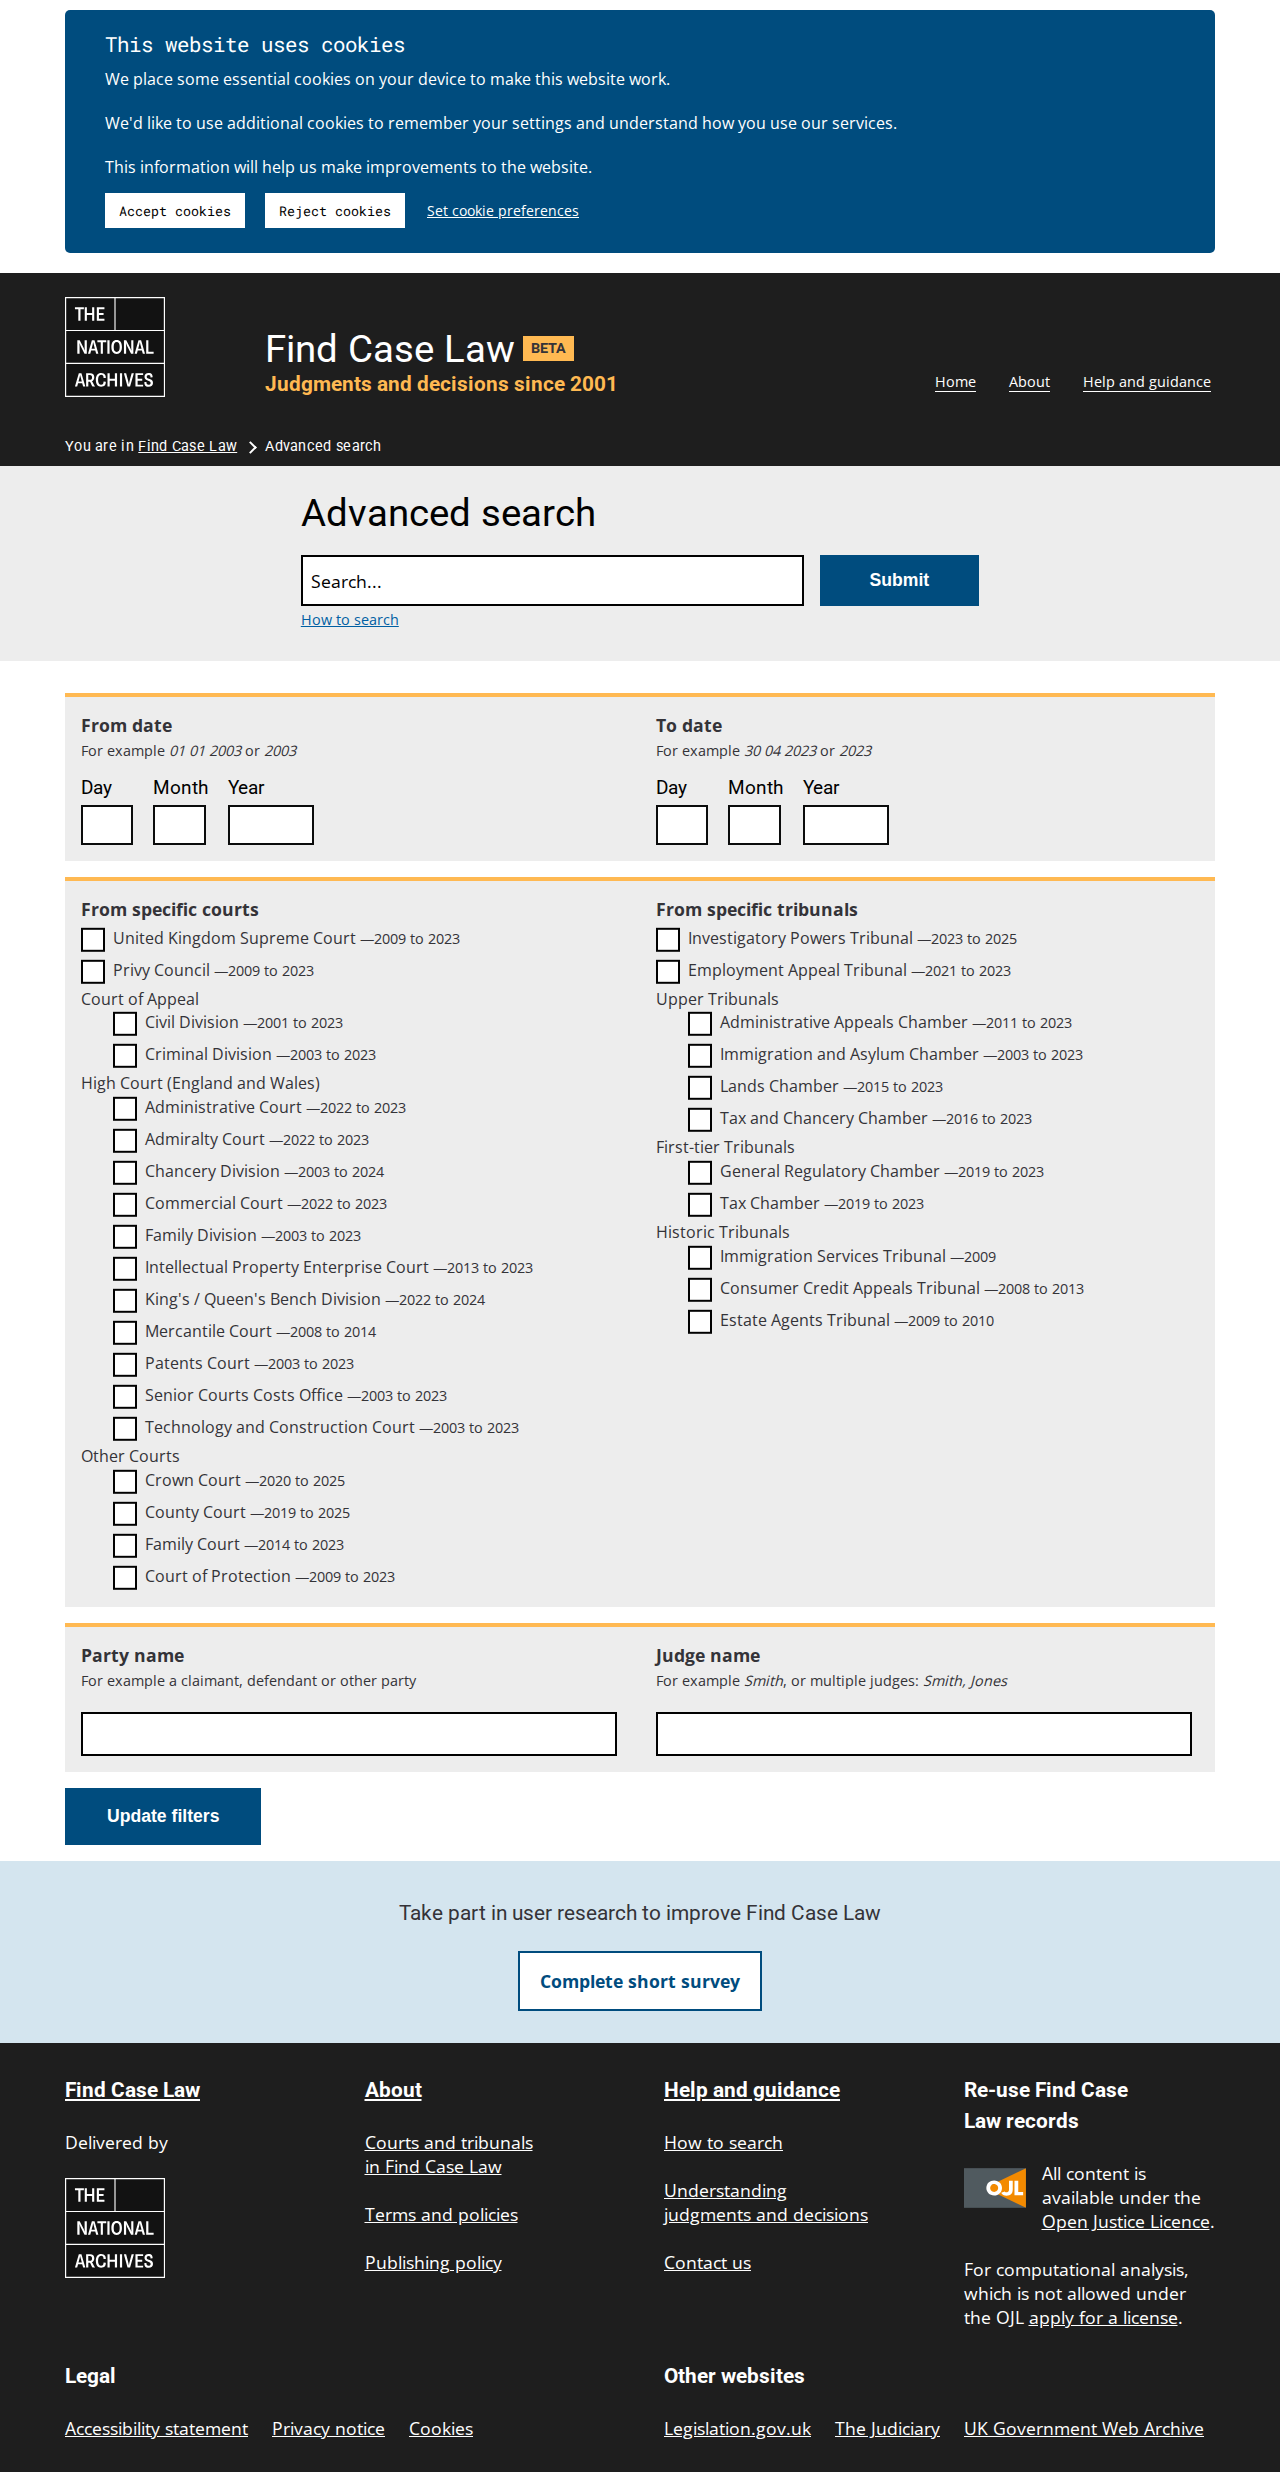 This website uses cookies
We place some essential cookies on your device to make this website work.
We'd like to use additional cookies to remember your settings and understand how you use our services.
This information will help us make improvements to the website.
Accept cookies Reject cookies Set cookie preferences
THE
NATIONAL
ARCHIVES
Find Case Law BETA
Judgments and decisions since 2001
Home About Help and guidance
You are in Find Case Law Advanced search
Advanced search
Search...
Submit
How to search
From date
For example 01 01 2003 or 2003
Day Month Year
To date
For example 30 04 2023 or 2023
Day Month Year
From specific courts
United Kingdom Supreme Court —2009 to 2023
Privy Council —2009 to 2023
Court of Appeal
Civil Division —2001 to 2023
Criminal Division —2003 to 2023
High Court (England and Wales)
Administrative Court —2022 to 2023
Admiralty Court —2022 to 2023
Chancery Division —2003 to 2024
Commercial Court —2022 to 2023
Family Division —2003 to 2023
Intellectual Property Enterprise Court —2013 to 2023
King's / Queen's Bench Division —2022 to 2024
Mercantile Court —2008 to 2014
Patents Court —2003 to 2023
Senior Courts Costs Office —2003 to 2023
Technology and Construction Court —2003 to 2023
Other Courts
Crown Court —2020 to 2025
County Court —2019 to 2025
Family Court —2014 to 2023
Court of Protection —2009 to 2023
From specific tribunals
Investigatory Powers Tribunal —2023 to 2025
Employment Appeal Tribunal —2021 to 2023
Upper Tribunals
Administrative Appeals Chamber —2011 to 2023
Immigration and Asylum Chamber —2003 to 2023
Lands Chamber —2015 to 2023
Tax and Chancery Chamber —2016 to 2023
First-tier Tribunals
General Regulatory Chamber —2019 to 2023
Tax Chamber —2019 to 2023
Historic Tribunals
Immigration Services Tribunal —2009
Consumer Credit Appeals Tribunal —2008 to 2013
Estate Agents Tribunal —2009 to 2010
Party name
For example a claimant, defendant or other party
Judge name
For example Smith, or multiple judges: Smith, Jones
Update filters
Take part in user research to improve Find Case Law
Complete short survey
Find Case Law
Delivered by
THE
NATIONAL
ARCHIVES
About
Courts and tribunals
in Find Case Law
Terms and policies
Publishing policy
Help and guidance
How to search
Understanding
judgments and decisions
Contact us
Re-use Find Case
Law records
OJL
All content is
available under the
Open Justice Licence.
For computational analysis,
which is not allowed under
the OJL apply for a license.
Legal
Accessibility statement Privacy notice Cookies
Other websites
Legislation.gov.uk The Judiciary UK Government Web Archive